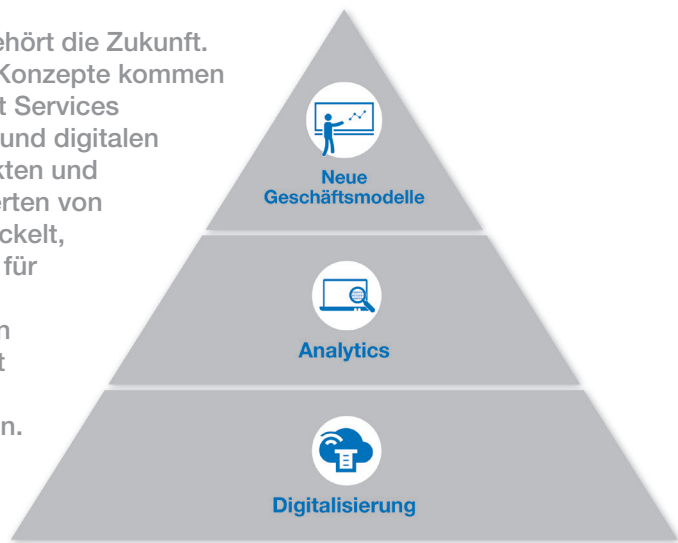 ehört die Zukunft.
Konzepte kommen
t Services
und digitalen
kten und
erten von
ckelt,
für
n
t
n.
Neue
Geschäftsmodelle
Analytics
Digitalisierung